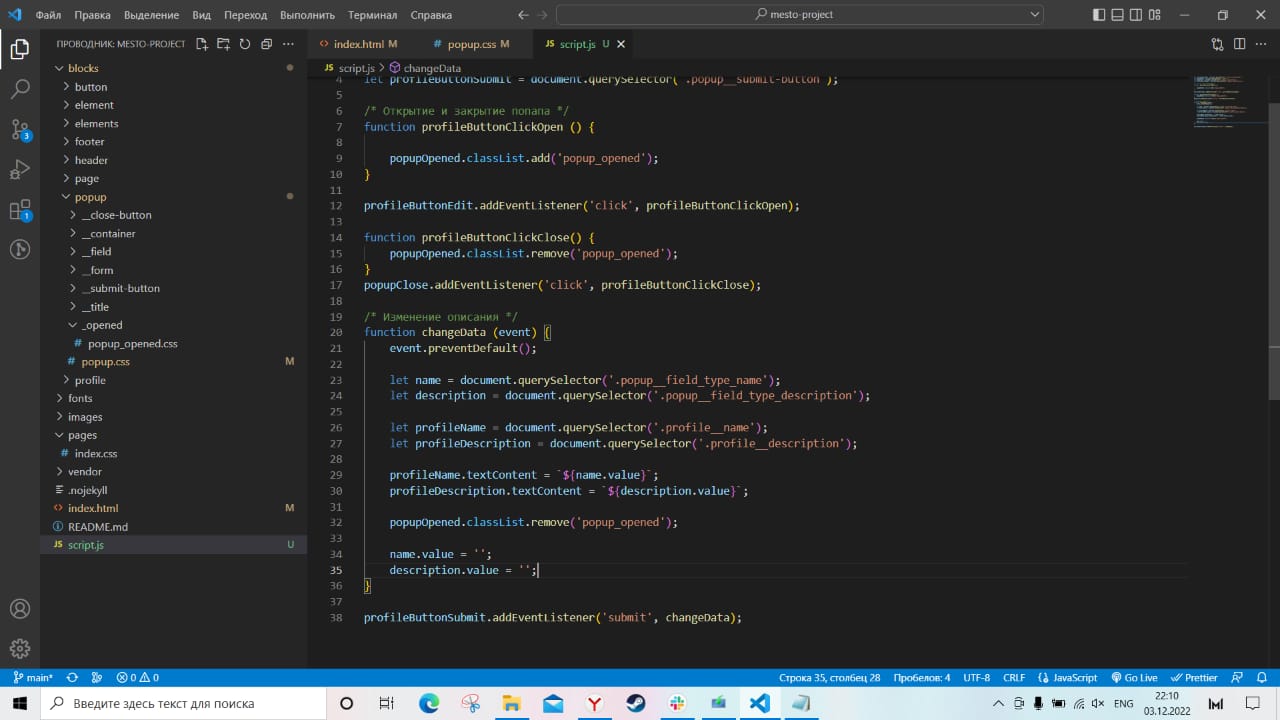 Файл Правка Выделение Вид Переход Выполнить Терминал Справка mesto-project
ПРОВОДНИК: MESTO-PROJECT
blocks
button
element
elements
footer
header
page
popup
__close-button
__container
__field
__form
__submit-button
__title
_opened
# popup_opened.css
# popup.css M
profile
fonts
images
pages
# index.css
vendor
.nojekyll
<> index.html M
README.md
JS script.js U
3
1
<> index.html M # popup.css M JS script.js U
JS script.js > changeData
4 let profileButtonSubmit = document.querySelector('.popup__submit-button');
5
6 /* Открытие и закрытие попапа */
7 function profileButtonClickOpen () {
8
9 popupOpened.classList.add('popup_opened');
10 }
11
12 profileButtonEdit.addEventListener('click', profileButtonClickOpen);
13
14 function profileButtonClickClose() {
15 popupOpened.classList.remove('popup_opened');
16 }
17 popupClose.addEventListener('click', profileButtonClickClose);
18
19 /* Изменение описания */
20 function changeData (event) {
21 event.preventDefault();
22
23 let name = document.querySelector('.popup__field_type_name');
24 let description = document.querySelector('.popup__field_type_description');
25
26 let profileName = document.querySelector('.profile__name');
27 let profileDescription = document.querySelector('.profile__description');
28
29 profileName.textContent = `${name.value}`;
30 profileDescription.textContent = `${description.value}`;
31
32 popupOpened.classList.remove('popup_opened');
33
34 name.value = '';
35 description.value = '';
36 }
37
38 profileButtonSubmit.addEventListener('submit', changeData);
main* 0 0 Строка 35, столбец 28 Пробелов: 4 UTF-8 CRLF {} JavaScript Go Live Prettier
Введите здесь текст для поиска ENG 22:10
03.12.2022